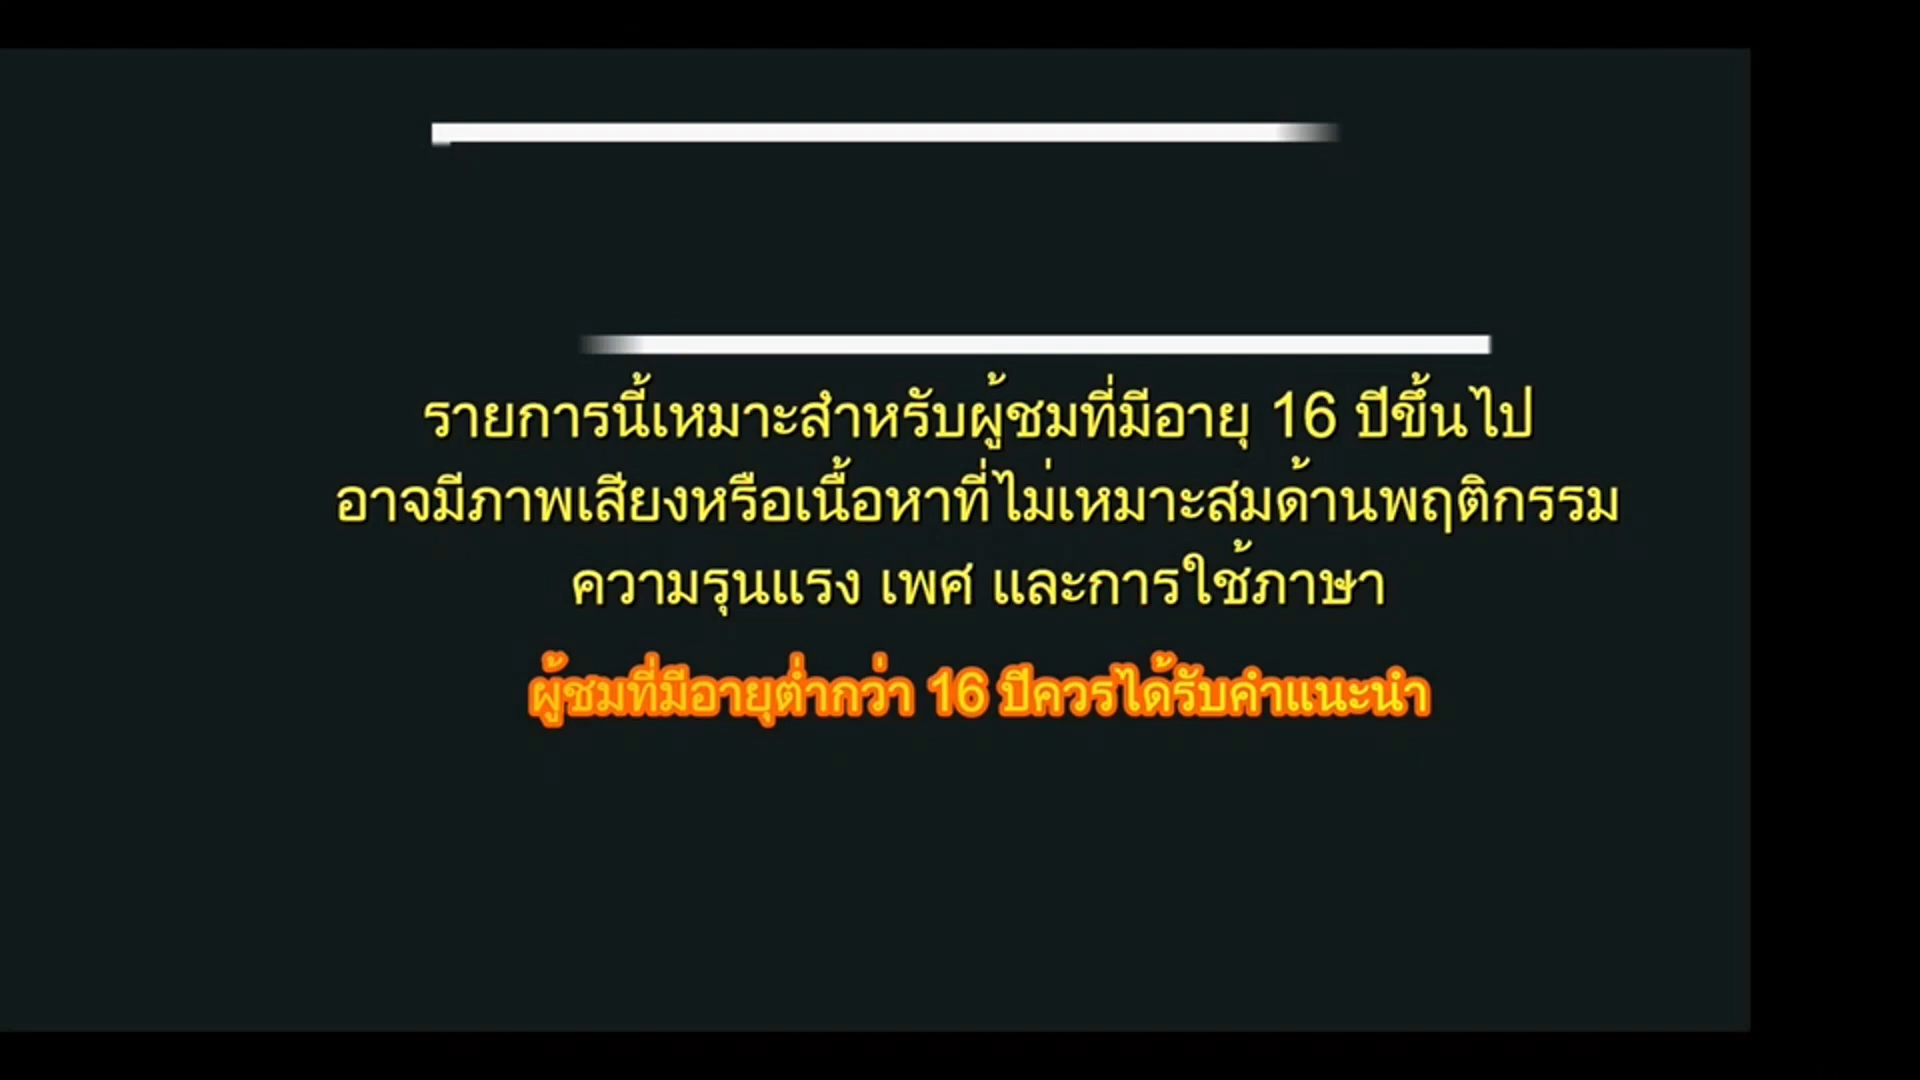 รายการนี้เหมาะสำหรับผู้ชมที่มีอายุ 16 ปีขึ้นไป
อาจมีภาพเสียงหรือเนื้อหาที่ไม่เหมาะสมด้านพฤติกรรม
ความรุนแรง เพศ และการใช้ภาษา
ผู้ชมที่มีอายุต่ำกว่า 16 ปีควรได้รับคำแนะนำ